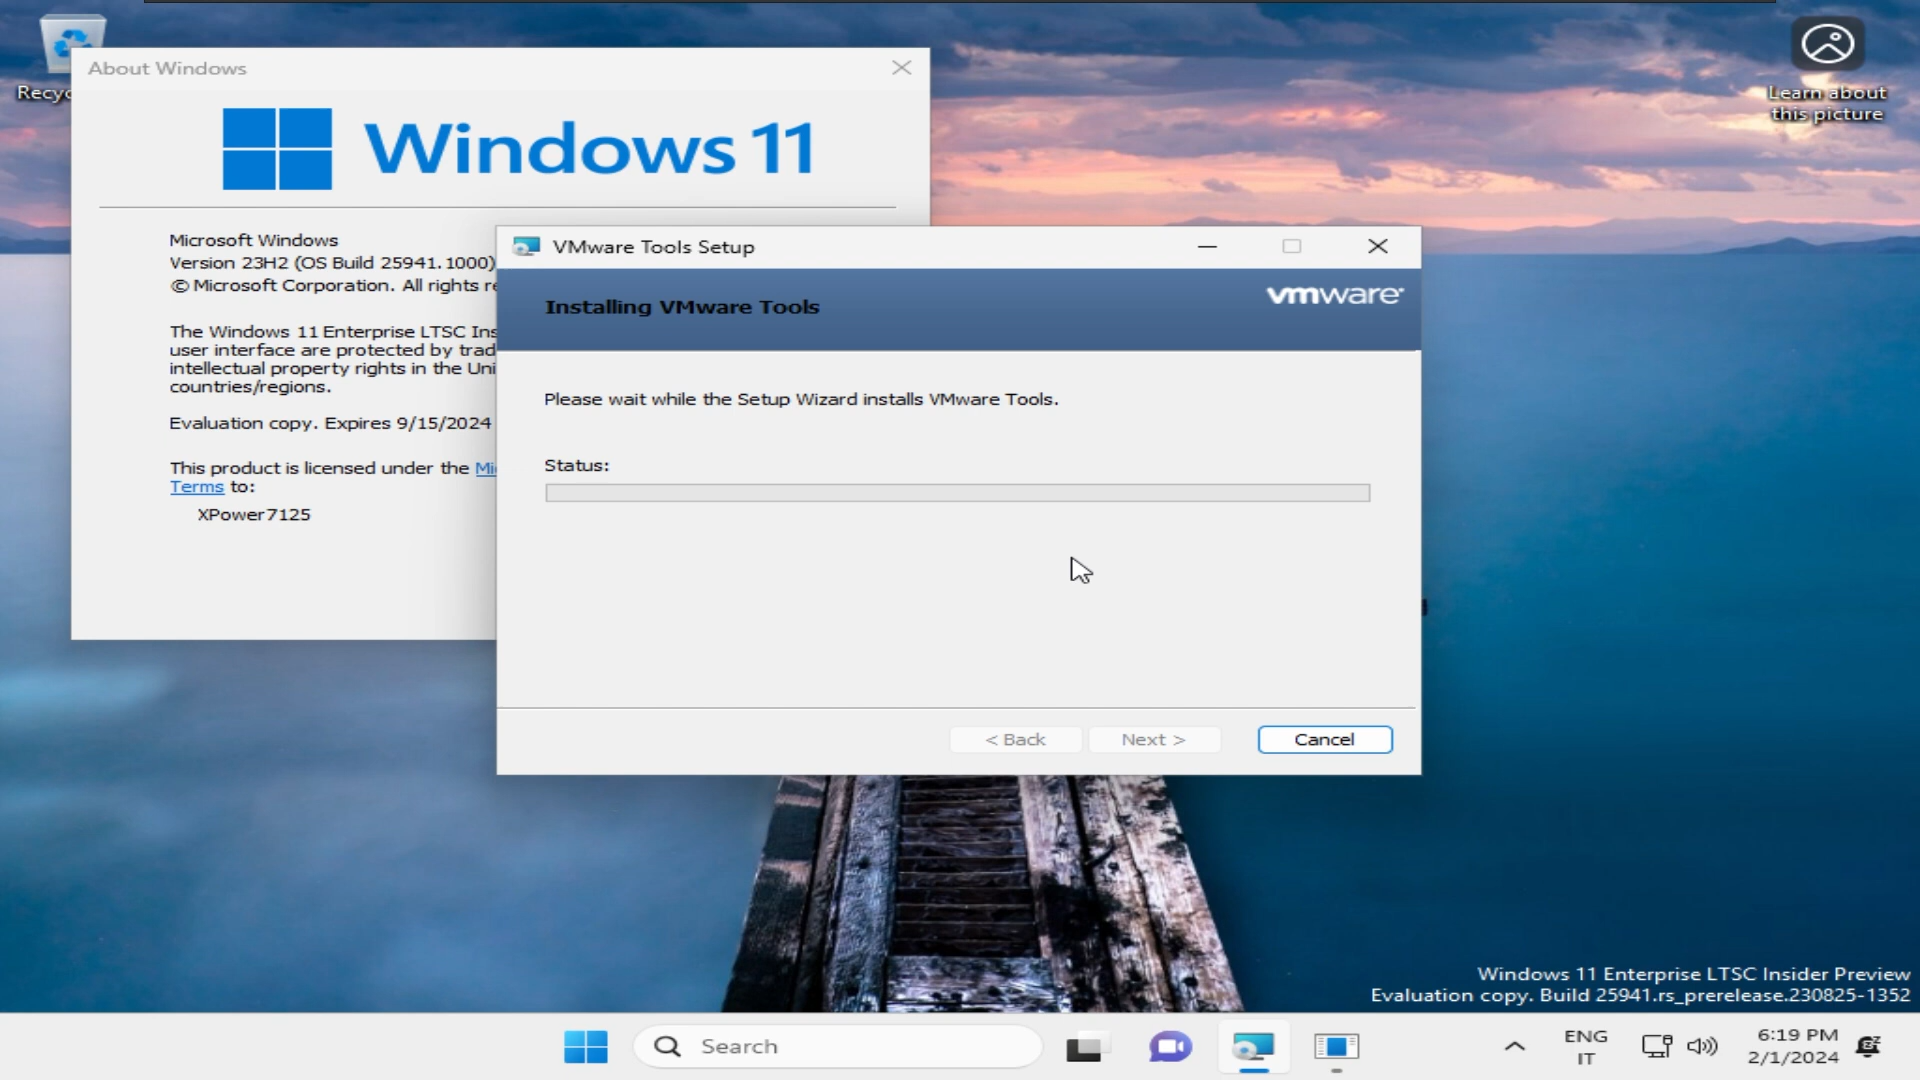 Recyc
Learn about
this picture
About Windows
Windows 11
Microsoft Windows
Version 23H2 (OS Build 25941.1000)
© Microsoft Corporation. All rights re
The Windows 11 Enterprise LTSC Ins
user interface are protected by trad
intellectual property rights in the Uni
countries/regions.
Evaluation copy. Expires 9/15/2024
This product is licensed under the Mi
Terms to:
XPower7125
VMware Tools Setup
Installing VMware Tools
vmware
Please wait while the Setup Wizard installs VMware Tools.
Status:
< Back
Next >
Cancel
Windows 11 Enterprise LTSC Insider Preview
Evaluation copy. Build 25941.rs_prerelease.230825-1352
Search
ENG
IT
6:19 PM
2/1/2024